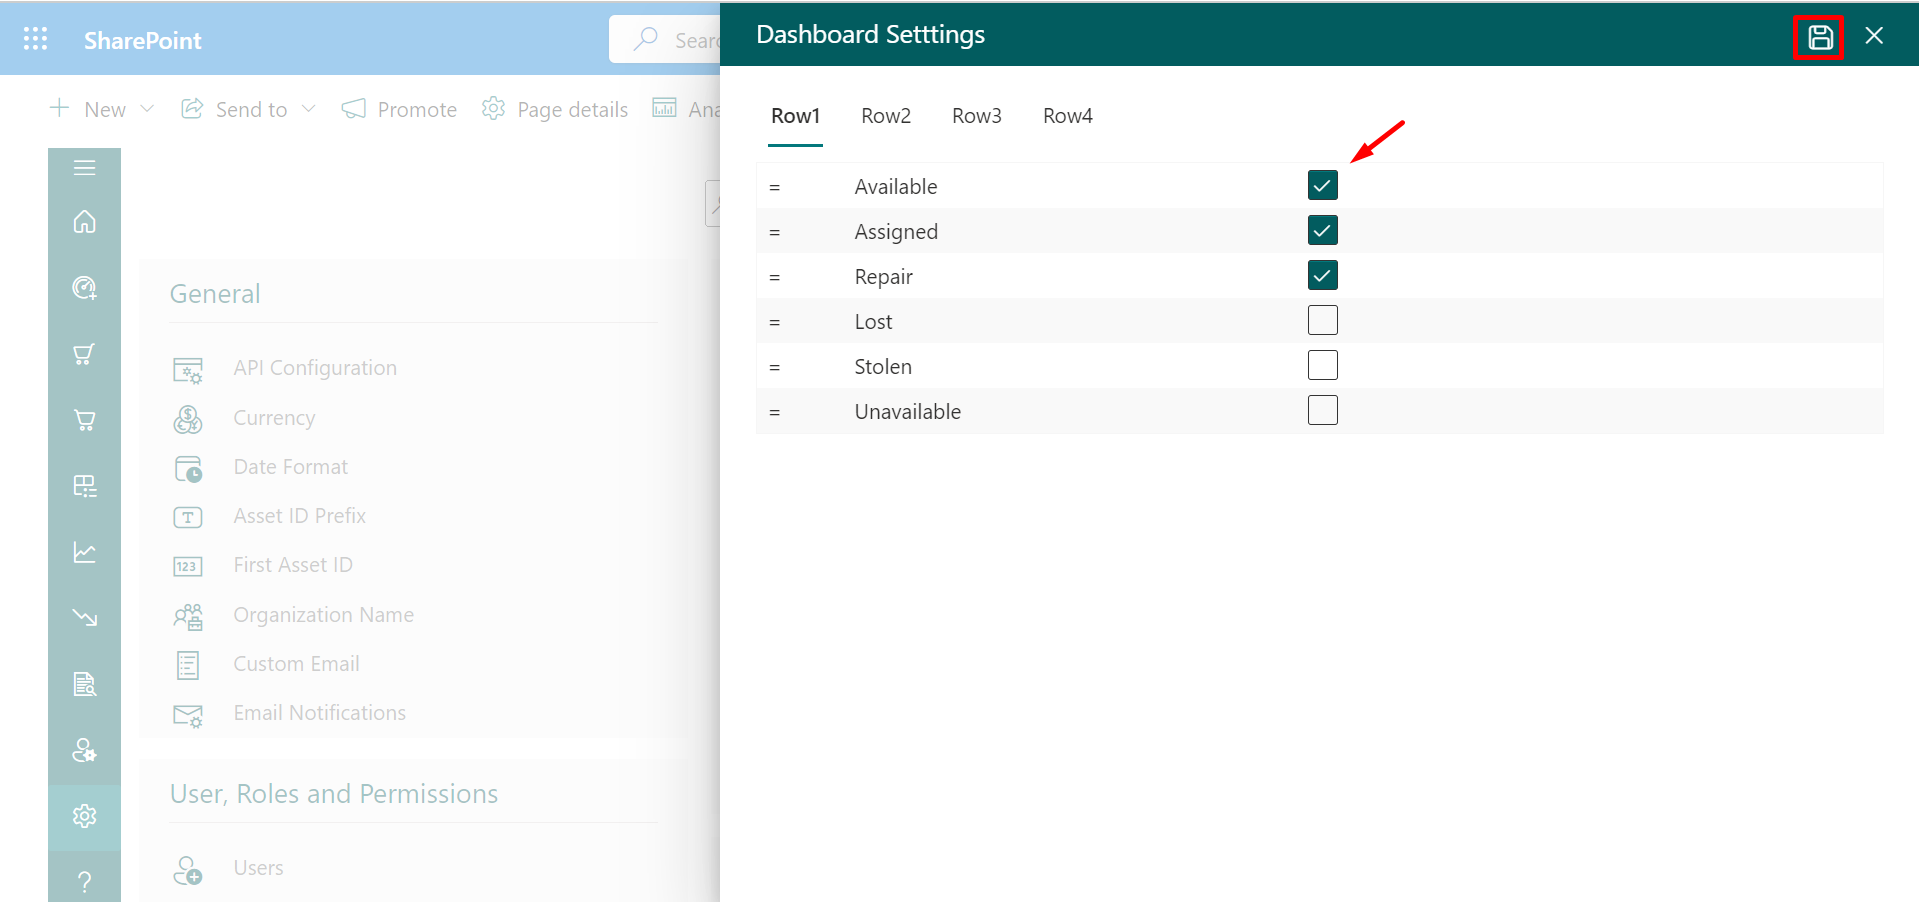 SharePoint
Sear
Dashboard Setttings
New
Send to
Promote
Page details
Ana
Row1
Row2
Row3
Row4
= Available
= Assigned
= Repair
= Lost
= Stolen
= Unavailable
General
API Configuration
Currency
Date Format
T Asset ID Prefix
123 First Asset ID
Organization Name
Custom Email
Email Notifications
User, Roles and Permissions
Users